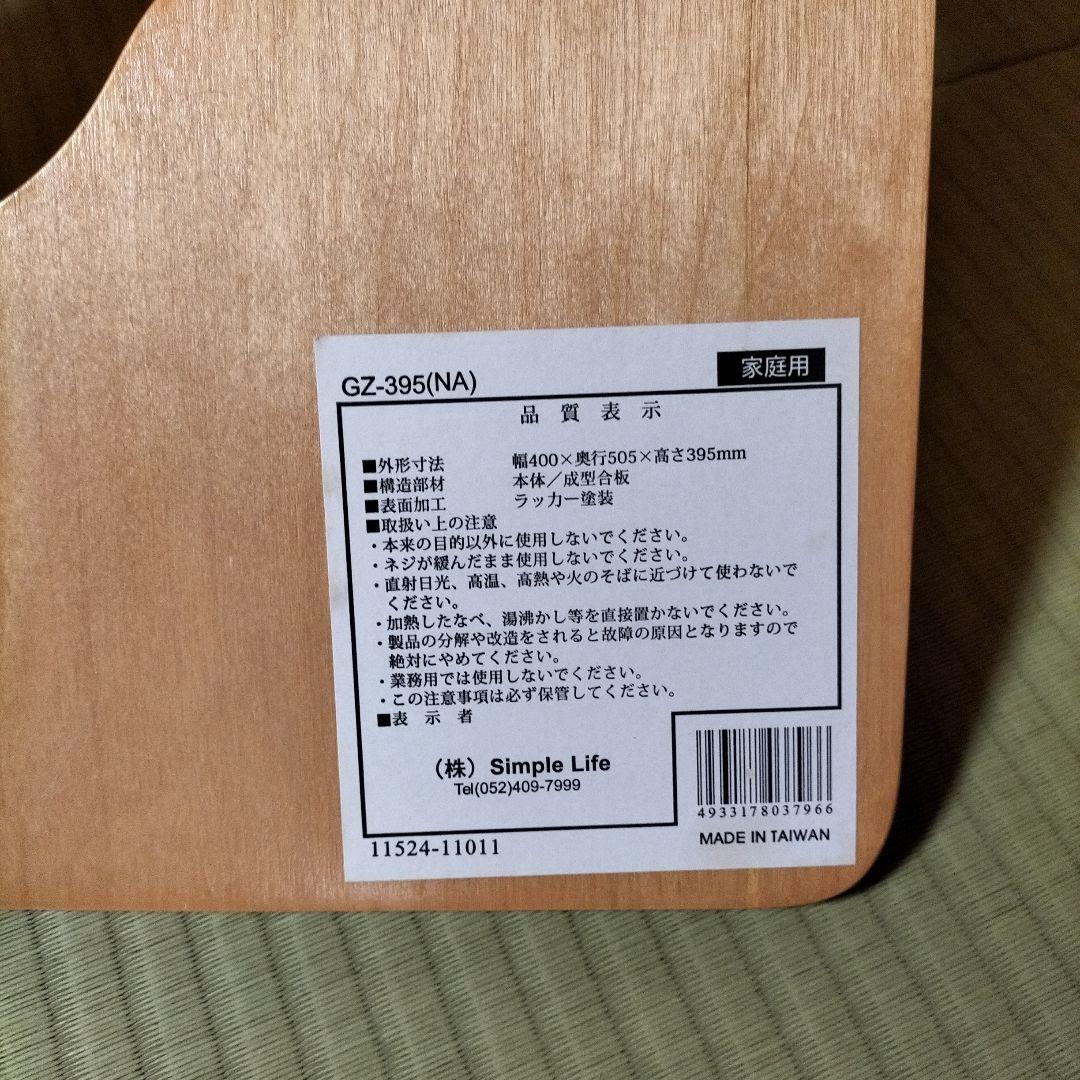 GZ-395(NA)
家庭用
品質表示
■外形寸法 幅400×奥行505×高さ395mm
■構造部材 本体／成型合板
■表面加工 ラッカー塗装
■取扱い上の注意
・本来の目的以外に使用しないでください。
・ネジが緩んだまま使用しないでください。
・直射日光、高温、高熱や火のそばに近づけて使わないで
ください。
・加熱したなべ、湯沸かし等を直接置かないでください。
・製品の分解や改造をされると故障の原因となりますので
絶対にやめてください。
・業務用では使用しないでください。
・この注意事項は必ず保管してください。
■表示者
（株）Simple Life
Tel(052)409-7999
11524-11011
4933178037966
MADE IN TAIWAN